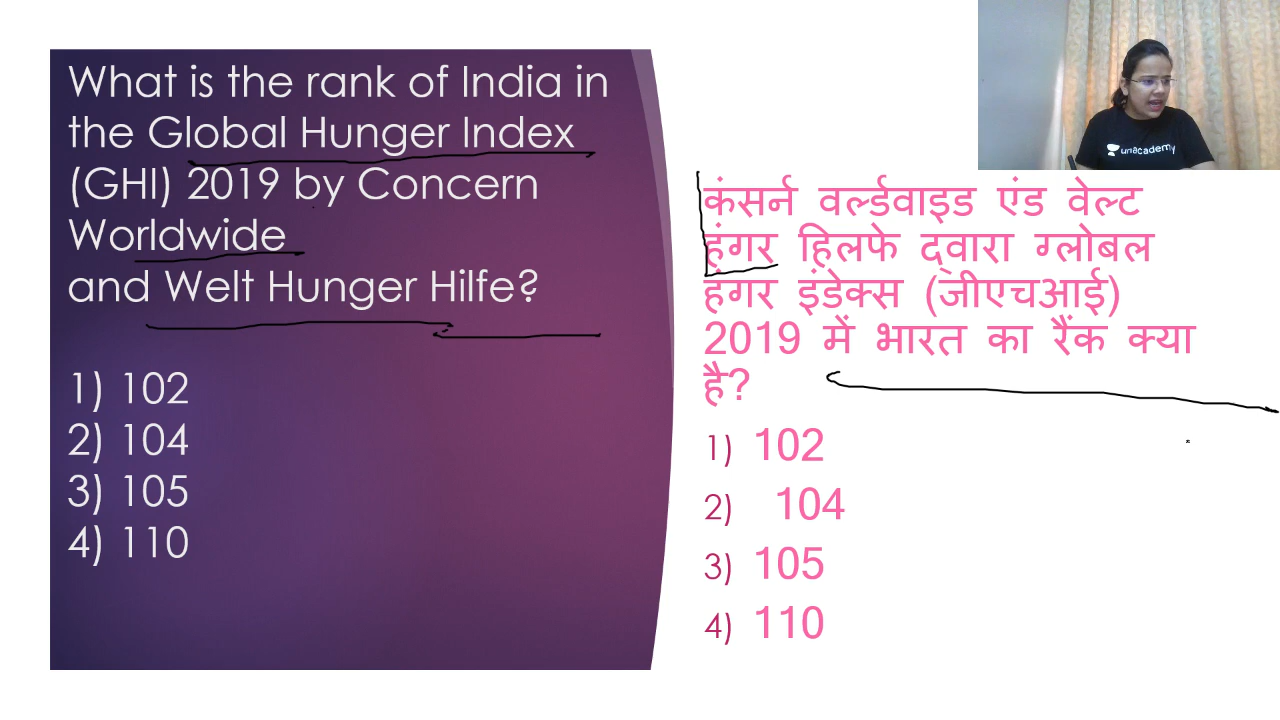 What is the rank of India in
the Global Hunger Index
(GHI) 2019 by Concern
Worldwide
and Welt Hunger Hilfe?
1) 102
2) 104
3) 105
4) 110
unacademy
कंसर्न वर्ल्डवाइड एंड वेल्ट
हंगर हिलफे द्वारा ग्लोबल
हंगर इंडेक्स (जीएचआई)
2019 में भारत का रैंक क्या
है?
1) 102
2) 104
3) 105
4) 110